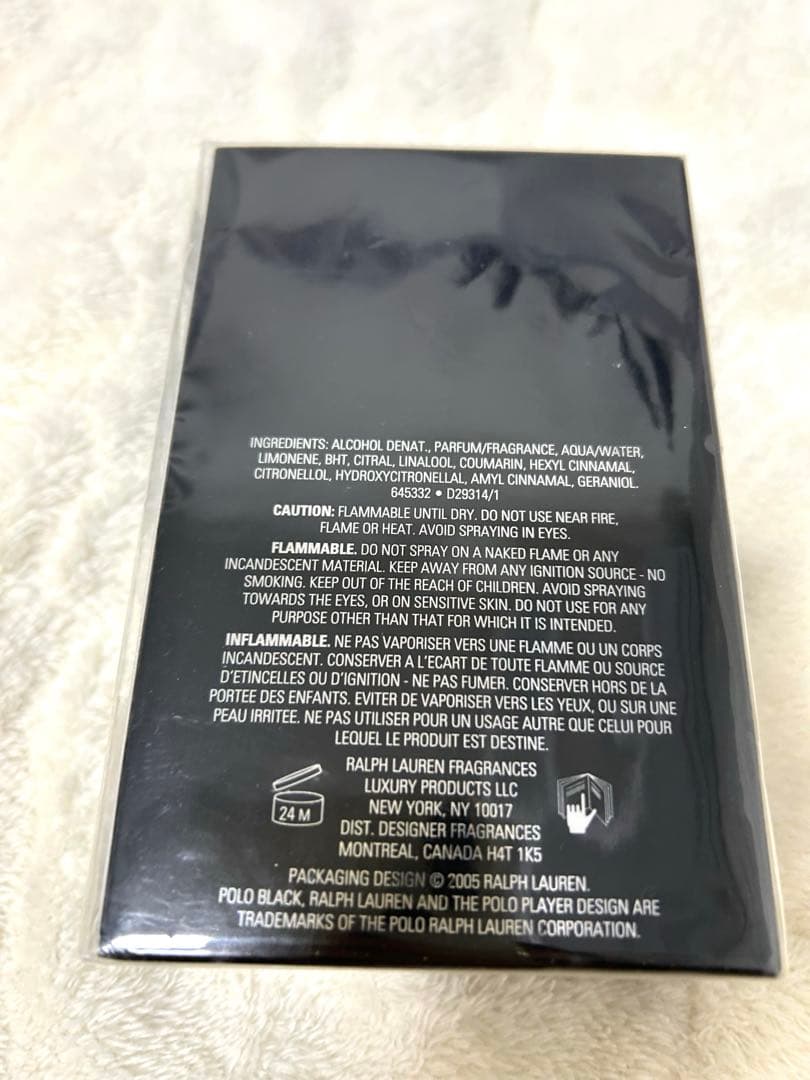 INGREDIENTS: ALCOHOL DENAT., PARFUM/FRAGRANCE, AQUA/WATER,
LIMONENE, BHT, CITRAL, LINALOOL, COUMARIN, HEXYL CINNAMAL,
CITRONELLOL, HYDROXYCITRONELLAL, AMYL CINNAMAL, GERANIOL.
645332 • D29314/1
CAUTION: FLAMMABLE UNTIL DRY. DO NOT USE NEAR FIRE,
FLAME OR HEAT. AVOID SPRAYING IN EYES.
FLAMMABLE. DO NOT SPRAY ON A NAKED FLAME OR ANY
INCANDESCENT MATERIAL. KEEP AWAY FROM ANY IGNITION SOURCE - NO
SMOKING. KEEP OUT OF THE REACH OF CHILDREN. AVOID SPRAYING
TOWARDS THE EYES, OR ON SENSITIVE SKIN. DO NOT USE FOR ANY
PURPOSE OTHER THAN THAT FOR WHICH IT IS INTENDED.
INFLAMMABLE. NE PAS VAPORISER VERS UNE FLAMME OU UN CORPS
INCANDESCENT. CONSERVER A L'ECART DE TOUTE FLAMME OU SOURCE
D'ETINCELLES OU D'IGNITION - NE PAS FUMER. CONSERVER HORS DE LA
PORTEE DES ENFANTS. EVITER DE VAPORISER VERS LES YEUX, OU SUR UNE
PEAU IRRITEE. NE PAS UTILISER POUR UN USAGE AUTRE QUE CELUI POUR
LEQUEL LE PRODUIT EST DESTINE.
RALPH LAUREN FRAGRANCES
LUXURY PRODUCTS LLC
NEW YORK, NY 10017
DIST. DESIGNER FRAGRANCES
MONTREAL, CANADA H4T 1K5
24 M
PACKAGING DESIGN © 2005 RALPH LAUREN.
POLO BLACK, RALPH LAUREN AND THE POLO PLAYER DESIGN ARE
TRADEMARKS OF THE POLO RALPH LAUREN CORPORATION.